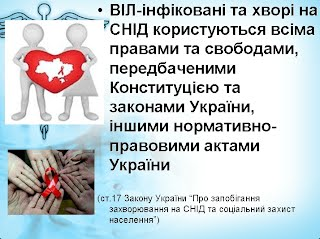 • ВІЛ-інфіковані та хворі на
СНІД користуються всіма
правами та свободами,
передбаченими
Конституцією та
законами України,
іншими нормативно-
правовими актами
України
(ст.17 Закону України “Про запобігання
захворювання на СНІД та соціальний захист
населення”)